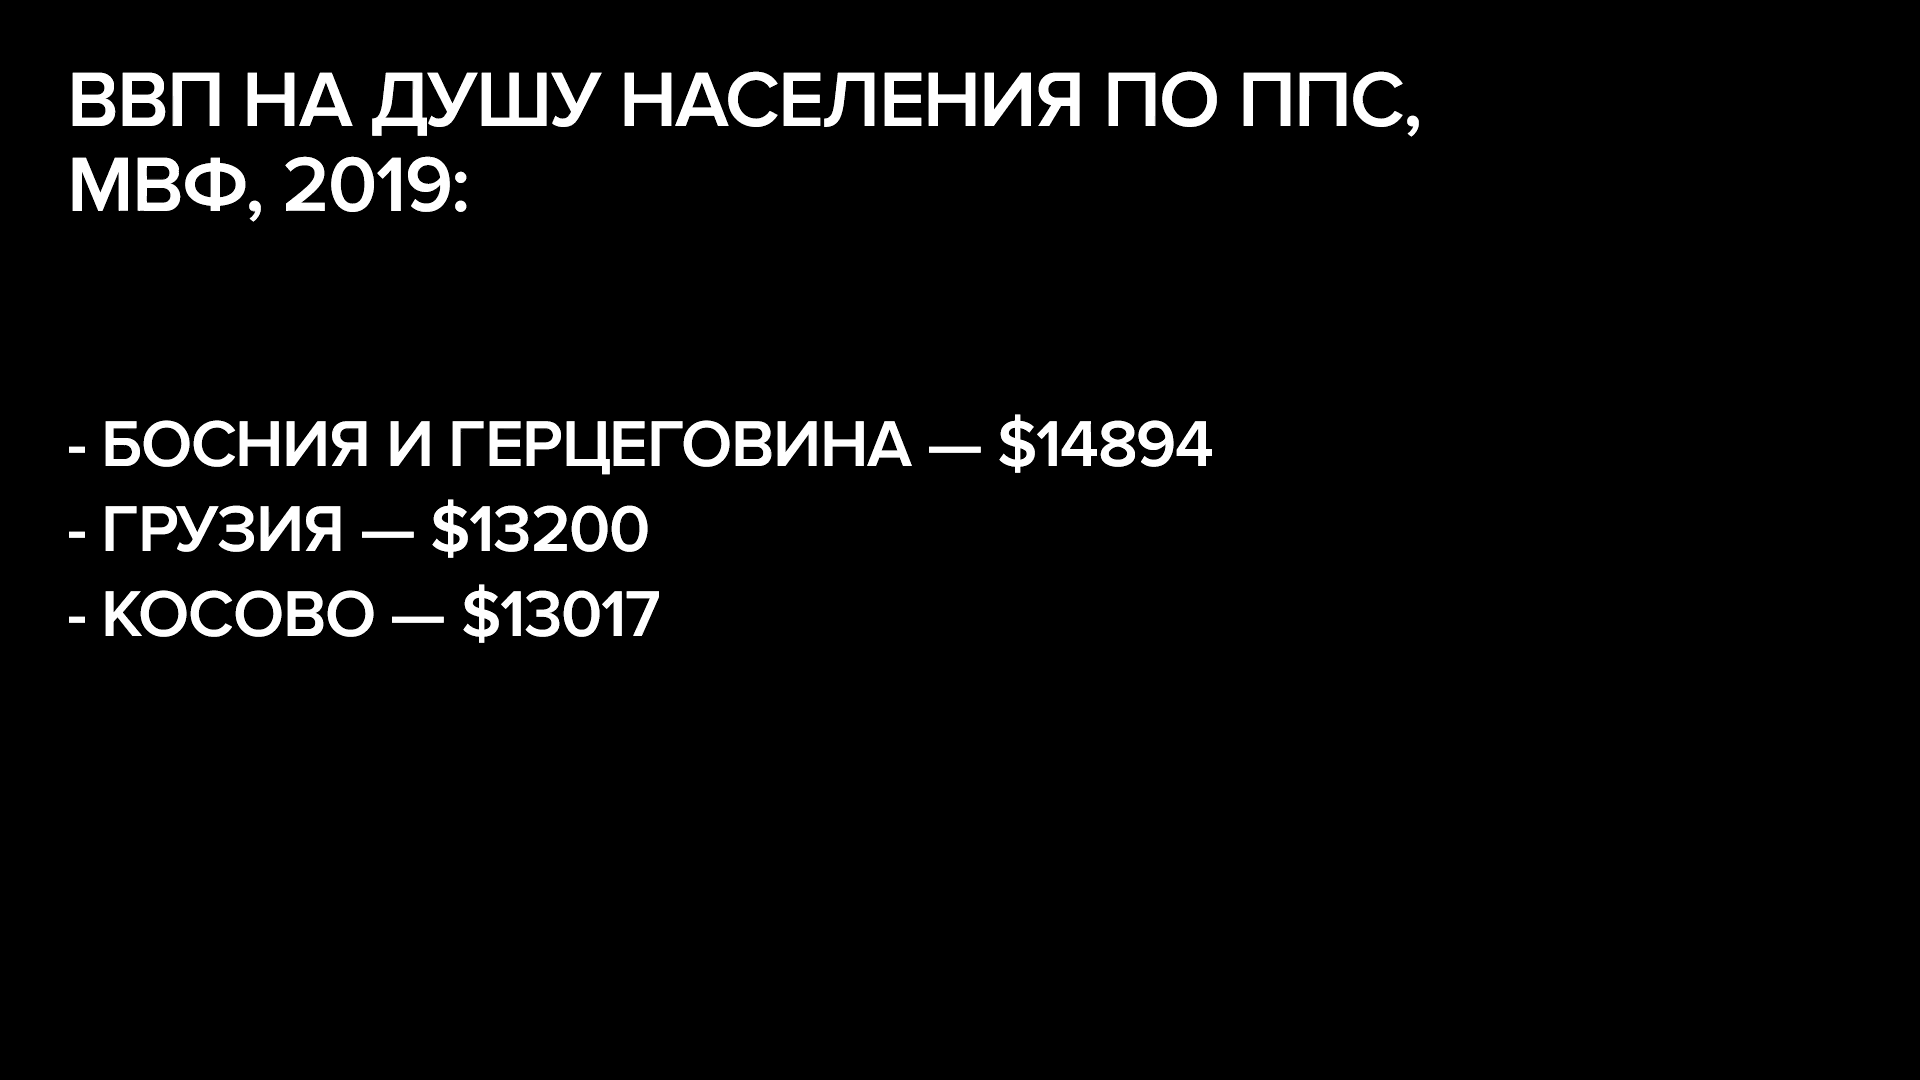 ВВП НА ДУШУ НАСЕЛЕНИЯ ПО ППС,
МВФ, 2019:
- БОСНИЯ И ГЕРЦЕГОВИНА — $14894
- ГРУЗИЯ — $13200
- КОСОВО — $13017